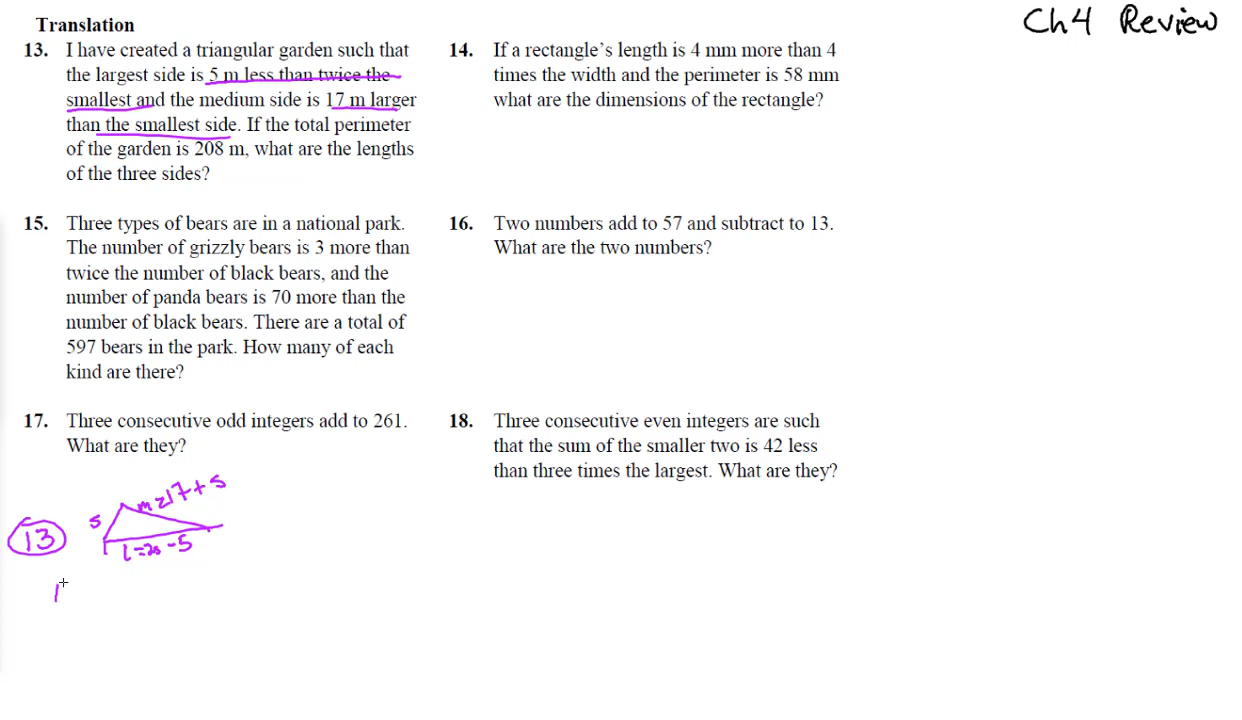 Ch 4 Review
Translation
13. I have created a triangular garden such that
the largest side is 5 m less than twice the
smallest and the medium side is 17 m larger
than the smallest side. If the total perimeter
of the garden is 208 m, what are the lengths
of the three sides?
14. If a rectangle's length is 4 mm more than 4
times the width and the perimeter is 58 mm
what are the dimensions of the rectangle?
15. Three types of bears are in a national park.
The number of grizzly bears is 3 more than
twice the number of black bears, and the
number of panda bears is 70 more than the
number of black bears. There are a total of
597 bears in the park. How many of each
kind are there?
16. Two numbers add to 57 and subtract to 13.
What are the two numbers?
17. Three consecutive odd integers add to 261.
What are they?
18. Three consecutive even integers are such
that the sum of the smaller two is 42 less
than three times the largest. What are they?
13
s
m=17+s
l=2s-5